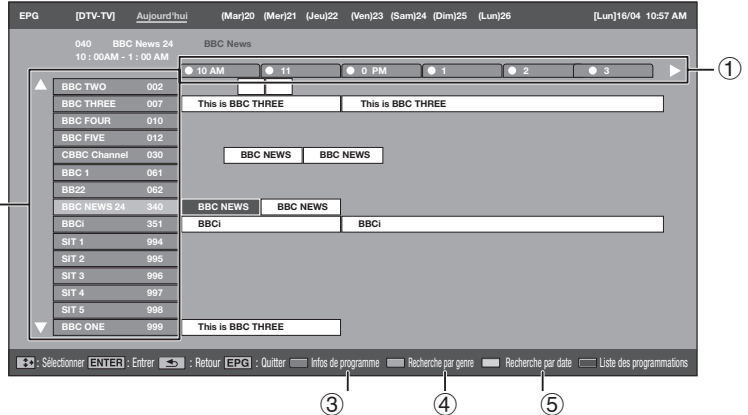 EPG [DTV-TV] Aujourd'hui (Mar)20 (Mer)21 (Jeu)22 (Ven)23 (Sam)24 (Dim)25 (Lun)26 [Lun]16/04 10:57 AM
040 BBC News 24 BBC News
10 : 00AM - 1 : 00 AM
10 AM 11 0 PM 1 2 3 ①
BBC TWO 002
BBC THREE 007 This is BBC THREE This is BBC THREE
BBC FOUR 010
BBC FIVE 012
CBBC Channel 030 BBC NEWS BBC NEWS
BBC 1 061
BB22 062
BBC NEWS 24 340 BBC NEWS BBC NEWS
BBCi 351 BBCi BBCi
SIT 1 994
SIT 2 995
SIT 3 996
SIT 4 997
SIT 5 998
BBC ONE 999 This is BBC THREE
: Sélectionner ENTER : Entrer : Retour EPG : Quitter Infos de programme Recherche par genre Recherche par date Liste des programmations
③ ④ ⑤